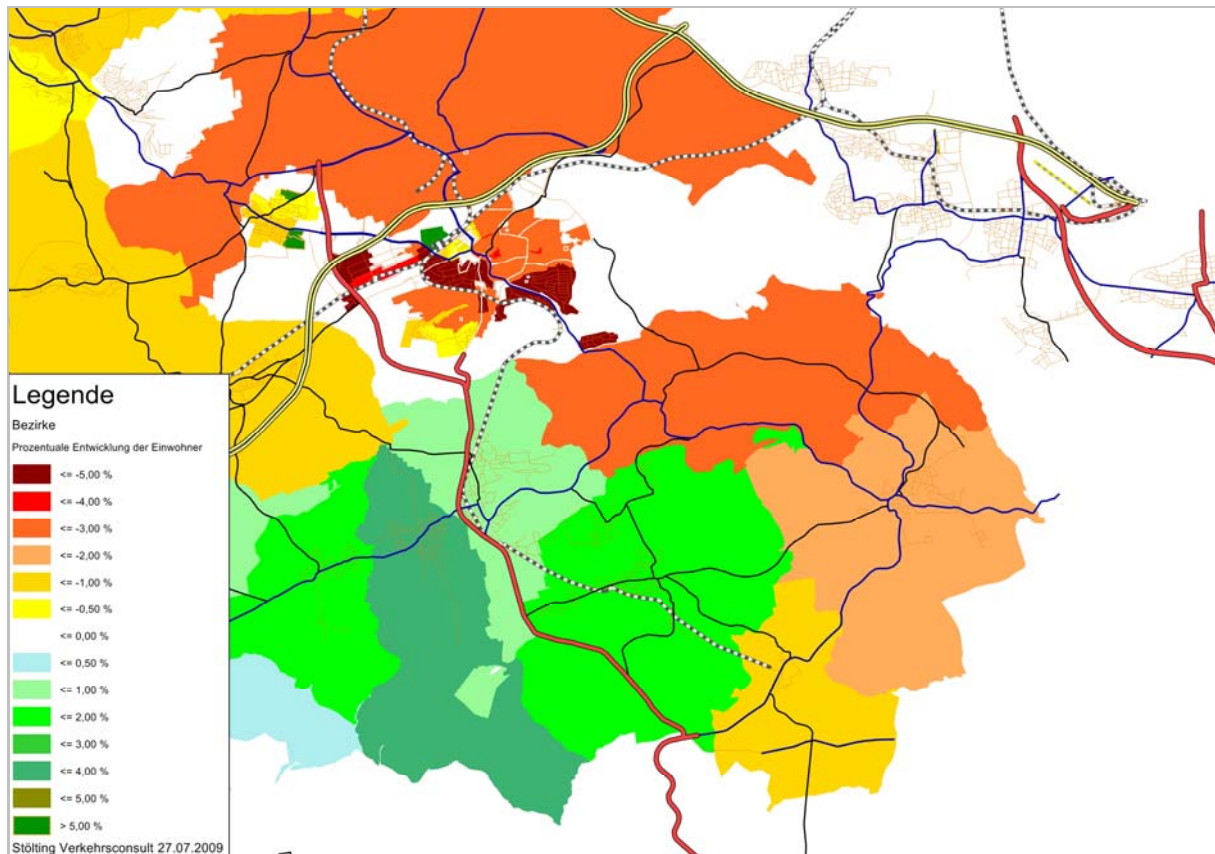 Legende
Bezirke
Prozentuale Entwicklung der Einwohner
<= -5,00 %
<= -4,00 %
<= -3,00 %
<= -2,00 %
<= -1,00 %
<= -0,50 %
<= 0,00 %
<= 0,50 %
<= 1,00 %
<= 2,00 %
<= 3,00 %
<= 4,00 %
<= 5,00 %
> 5,00 %
Stölting Verkehrsconsult 27.07.2009